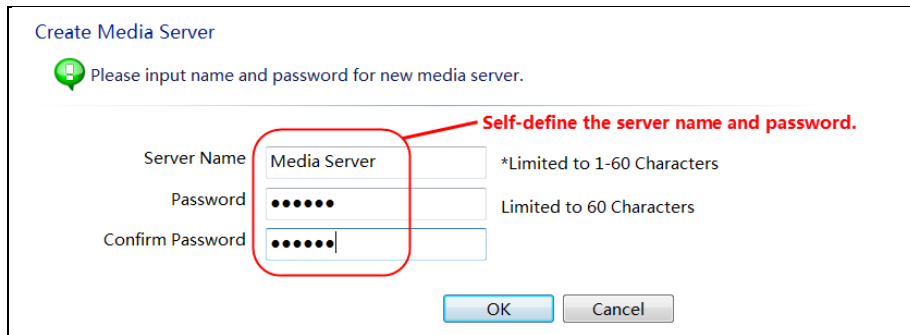 Create Media Server
Please input name and password for new media server.
Self-define the server name and password.
Server Name Media Server *Limited to 1-60 Characters
Password ●●●●●● Limited to 60 Characters
Confirm Password ●●●●●●
OK Cancel